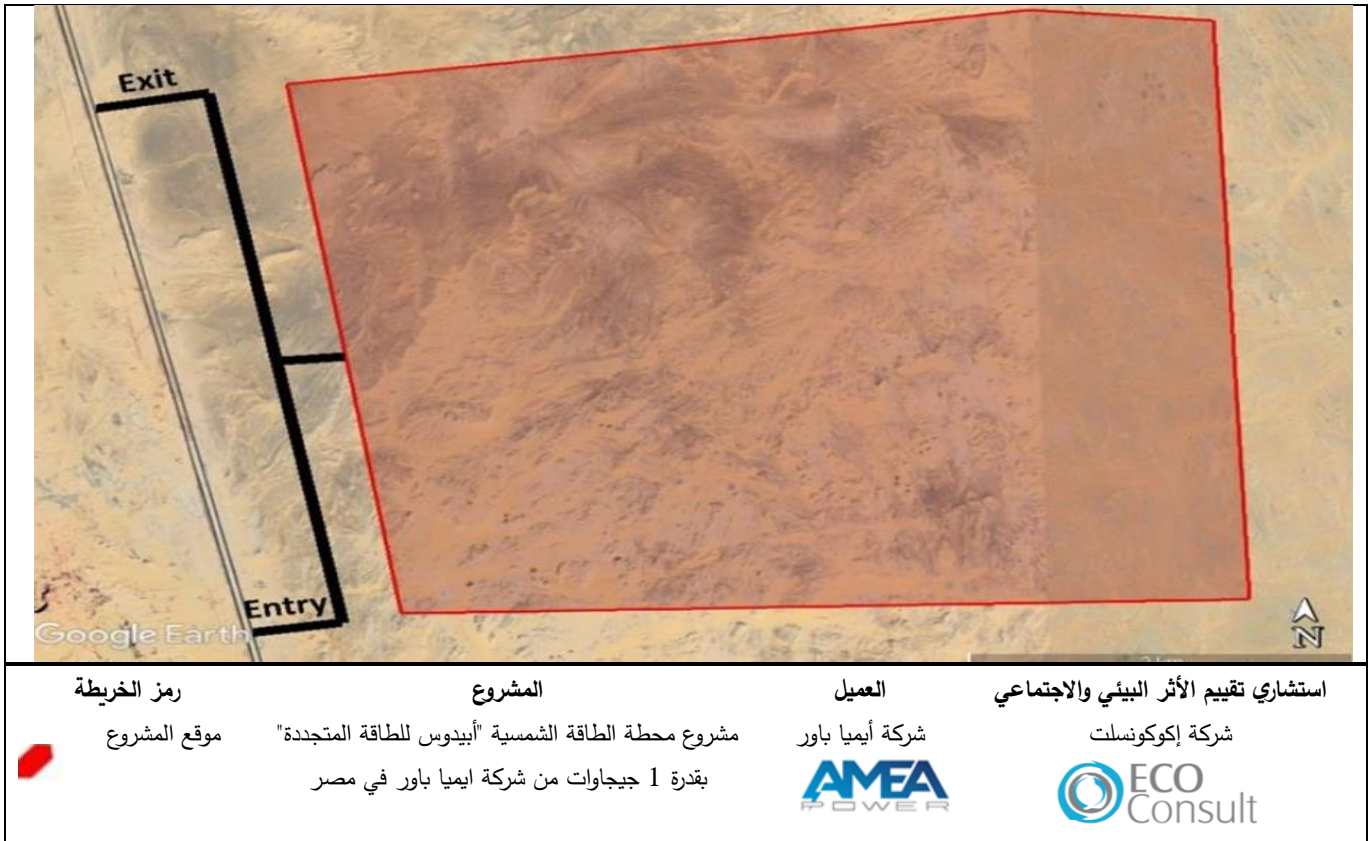 Exit
Entry
Google Earth
N
2 km
استشاري تقييم الأثر البيئي والاجتماعي
شركة إكوكونسلت
ECO
Consult
العميل
شركة أيميا باور
AMEA
POWER
المشروع
مشروع محطة الطاقة الشمسية "أبيدوس للطاقة المتجددة"
بقدرة 1 جيجاوات من شركة ايميا باور في مصر
رمز الخريطة
موقع المشروع